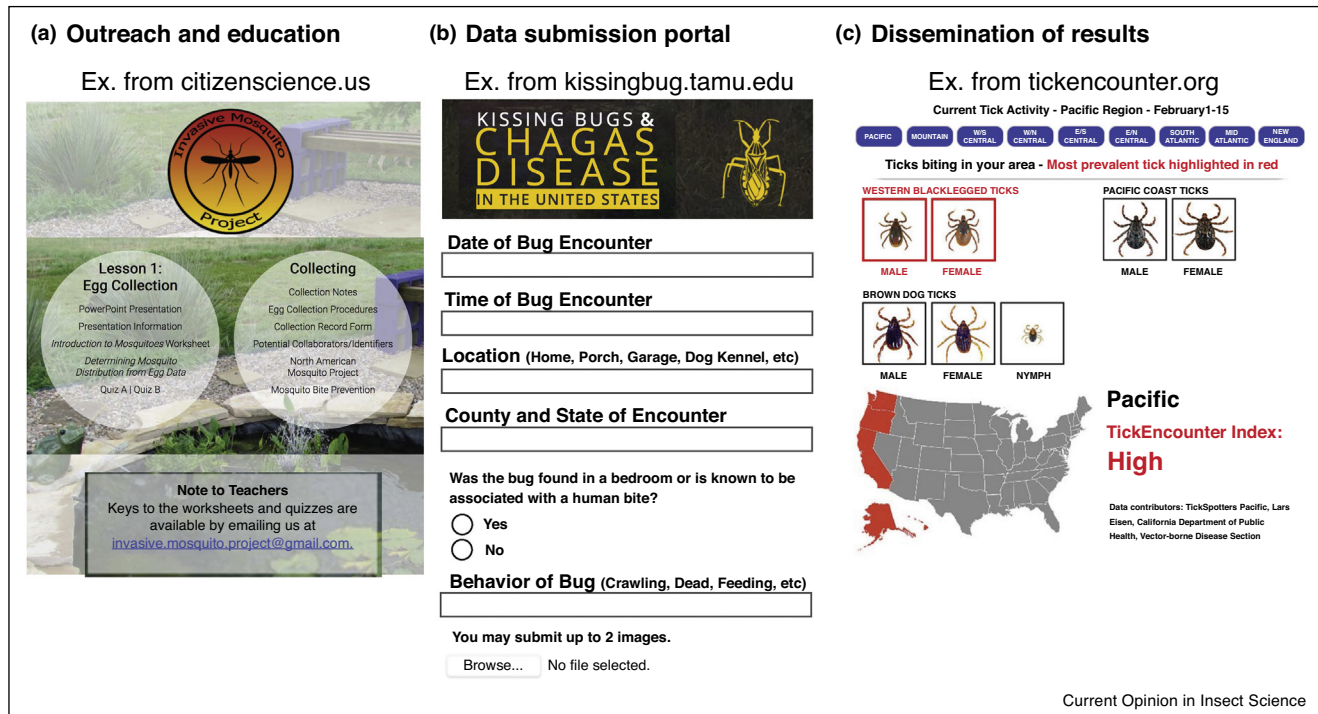 (a) Outreach and education
Ex. from citizenscience.us
Invasive Mosquito
Project
Lesson 1:
Egg Collection
PowerPoint Presentation
Presentation Information
Introduction to Mosquitoes Worksheet
Determining Mosquito
Distribution from Egg Data
Quiz A | Quiz B
Collecting
Collection Notes
Egg Collection Procedures
Collection Record Form
Potential Collaborators/Identifiers
North American
Mosquito Project
Mosquito Bite Prevention
Note to Teachers
Keys to the worksheets and quizzes are
available by emailing us at
invasive.mosquito.project@gmail.com.
(b) Data submission portal
Ex. from kissingbug.tamu.edu
KISSING BUGS &
CHAGAS
DISEASE
IN THE UNITED STATES
Date of Bug Encounter
Time of Bug Encounter
Location (Home, Porch, Garage, Dog Kennel, etc)
County and State of Encounter
Was the bug found in a bedroom or is known to be
associated with a human bite?
Yes
No
Behavior of Bug (Crawling, Dead, Feeding, etc)
You may submit up to 2 images.
Browse... No file selected.
(c) Dissemination of results
Ex. from tickencounter.org
Current Tick Activity - Pacific Region - February1-15
PACIFIC
MOUNTAIN
W/S
CENTRAL
W/N
CENTRAL
E/S
CENTRAL
E/N
CENTRAL
SOUTH
ATLANTIC
MID
ATLANTIC
NEW
ENGLAND
Ticks biting in your area - Most prevalent tick highlighted in red
WESTERN BLACKLEGGED TICKS
MALE FEMALE
PACIFIC COAST TICKS
MALE FEMALE
BROWN DOG TICKS
MALE FEMALE NYMPH
Pacific
TickEncounter Index:
High
Data contributors: TickSpotters Pacific, Lars
Eisen, California Department of Public
Health, Vector-borne Disease Section
Current Opinion in Insect Science